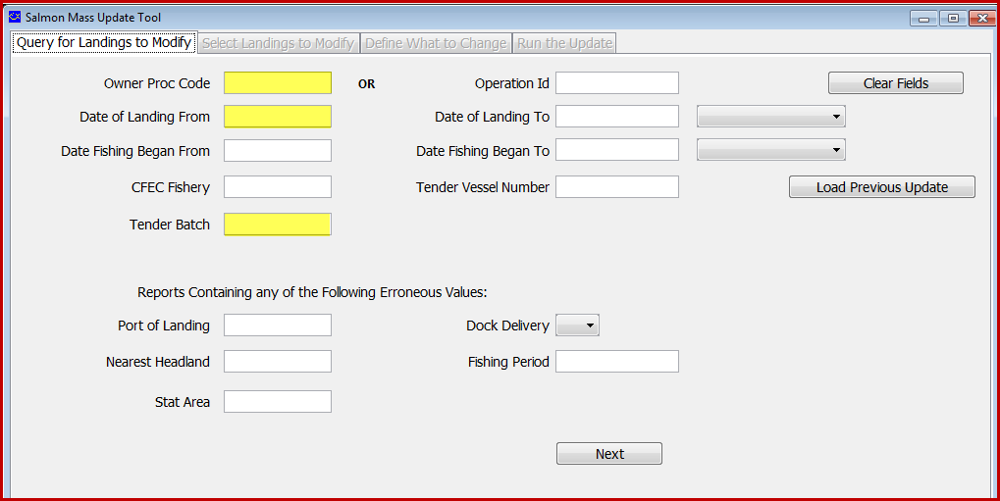 Salmon Mass Update Tool
Query for Landings to Modify Select Landings to Modify Define What to Change Run the Update
Owner Proc Code OR Operation Id Clear Fields
Date of Landing From Date of Landing To
Date Fishing Began From Date Fishing Began To
CFEC Fishery Tender Vessel Number Load Previous Update
Tender Batch
Reports Containing any of the Following Erroneous Values:
Port of Landing Dock Delivery
Nearest Headland Fishing Period
Stat Area
Next